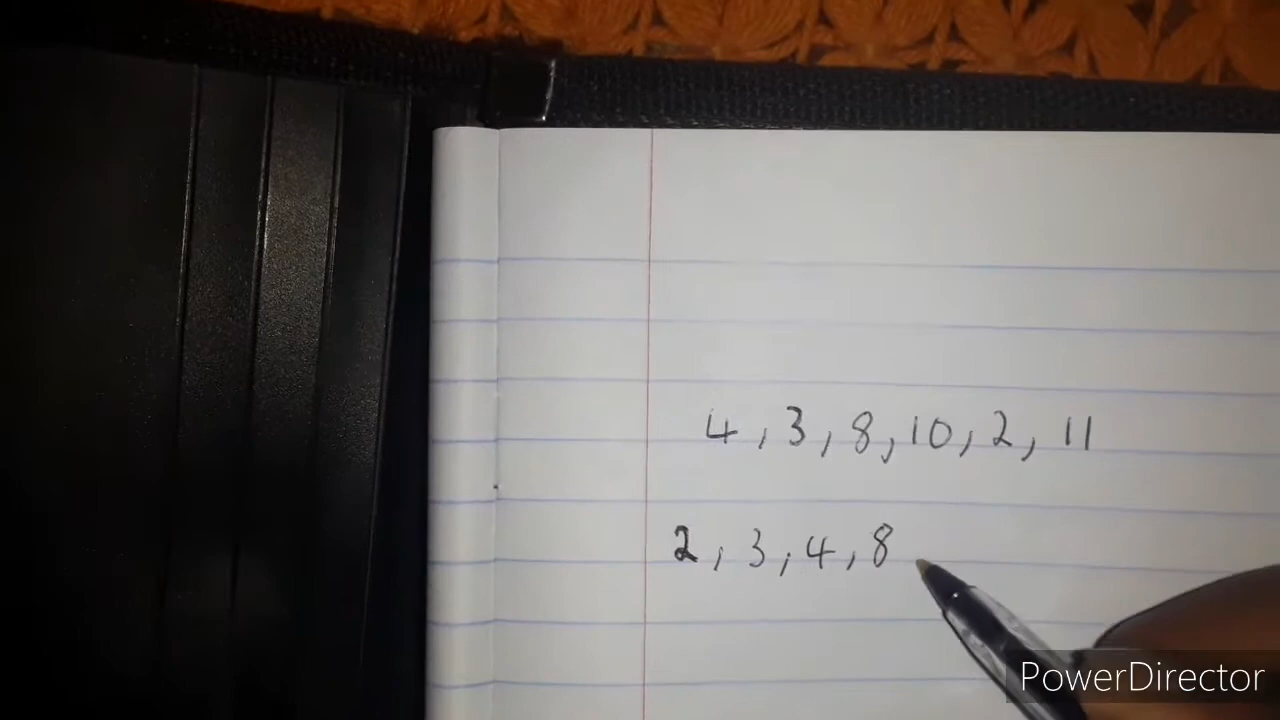 4, 3, 8, 10, 2, 11
2, 3, 4, 8
PowerDirector